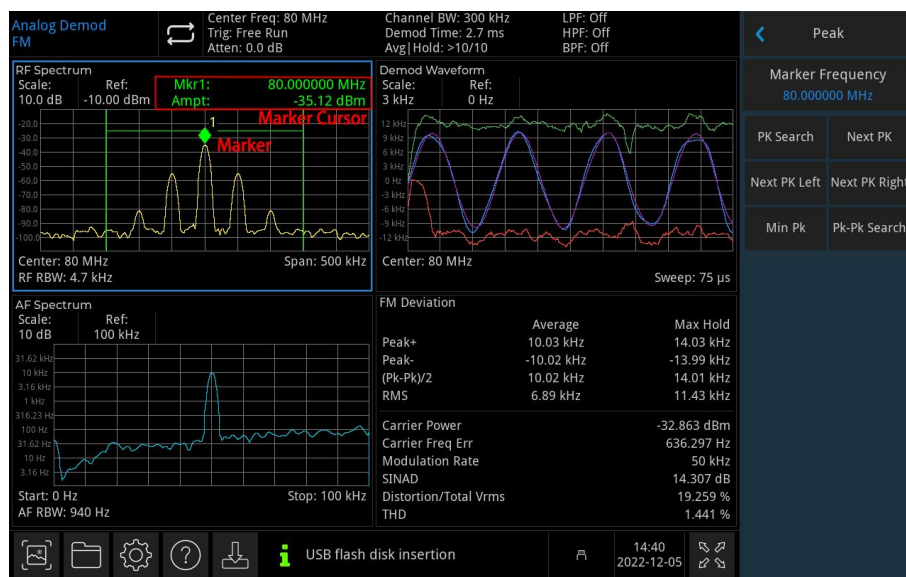 Analog Demod
FM
Center Freq: 80 MHz
Trig: Free Run
Atten: 0.0 dB
Channel BW: 300 kHz
Demod Time: 2.7 ms
Avg|Hold: >10/10
LPF: Off
HPF: Off
BPF: Off
Peak
Marker Frequency
80.000000 MHz
PK Search
Next PK
Next PK Left
Next PK Right
Min Pk
Pk-Pk Search
RF Spectrum
Scale: Ref: Mkr1: 80.000000 MHz
10.0 dB -10.00 dBm Ampt: -35.12 dBm
Marker Cursor
1
Marker
-20.0
-30.0
-40.0
-50.0
-60.0
-70.0
-80.0
-90.0
-100.0
Center: 80 MHz Span: 500 kHz
RF RBW: 4.7 kHz
Demod Waveform
Scale: Ref:
3 kHz 0 Hz
12 kHz
9 kHz
6 kHz
3 kHz
0 Hz
-3 kHz
-6 kHz
-9 kHz
-12 kHz
Center: 80 MHz
Sweep: 75 µs
AF Spectrum
Scale: Ref:
10 dB 100 kHz
31.62 kHz
10 kHz
3.16 kHz
1 kHz
316.23 Hz
100 Hz
31.62 Hz
10 Hz
3.16 Hz
Start: 0 Hz Stop: 100 kHz
AF RBW: 940 Hz
FM Deviation
Average Max Hold
Peak+ 10.03 kHz 14.03 kHz
Peak- -10.02 kHz -13.99 kHz
(Pk-Pk)/2 10.02 kHz 14.01 kHz
RMS 6.89 kHz 11.43 kHz
Carrier Power -32.863 dBm
Carrier Freq Err 636.297 Hz
Modulation Rate 50 kHz
SINAD 14.307 dB
Distortion/Total Vrms 19.259 %
THD 1.441 %
USB flash disk insertion
14:40
2022-12-05